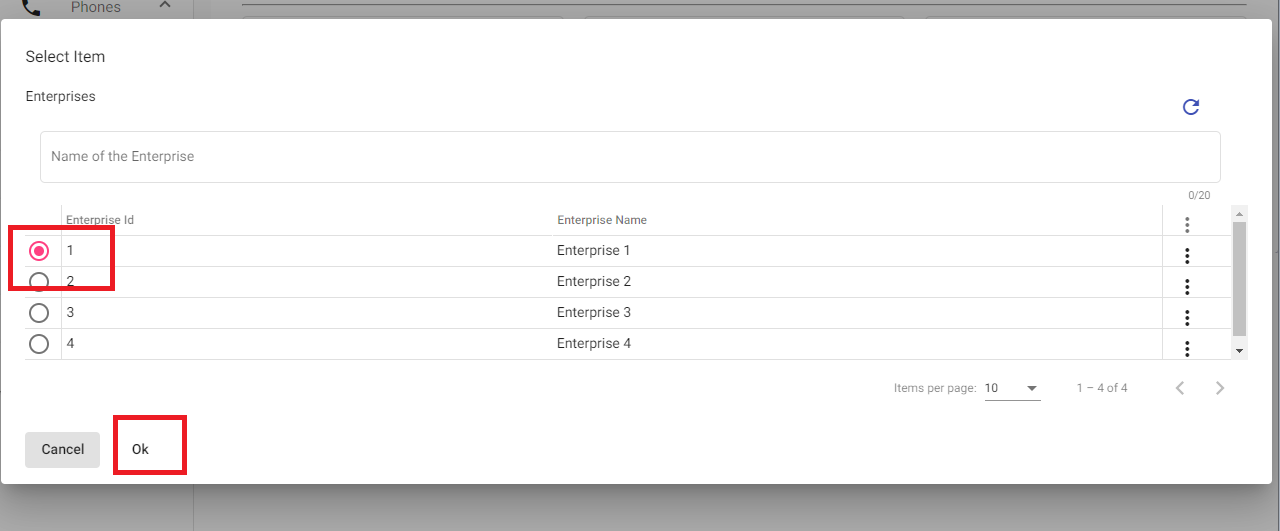 Phones
Select Item
Enterprises
Name of the Enterprise
0/20
Enterprise Id Enterprise Name
1 Enterprise 1
2 Enterprise 2
3 Enterprise 3
4 Enterprise 4
Items per page: 10 1 – 4 of 4
Cancel Ok